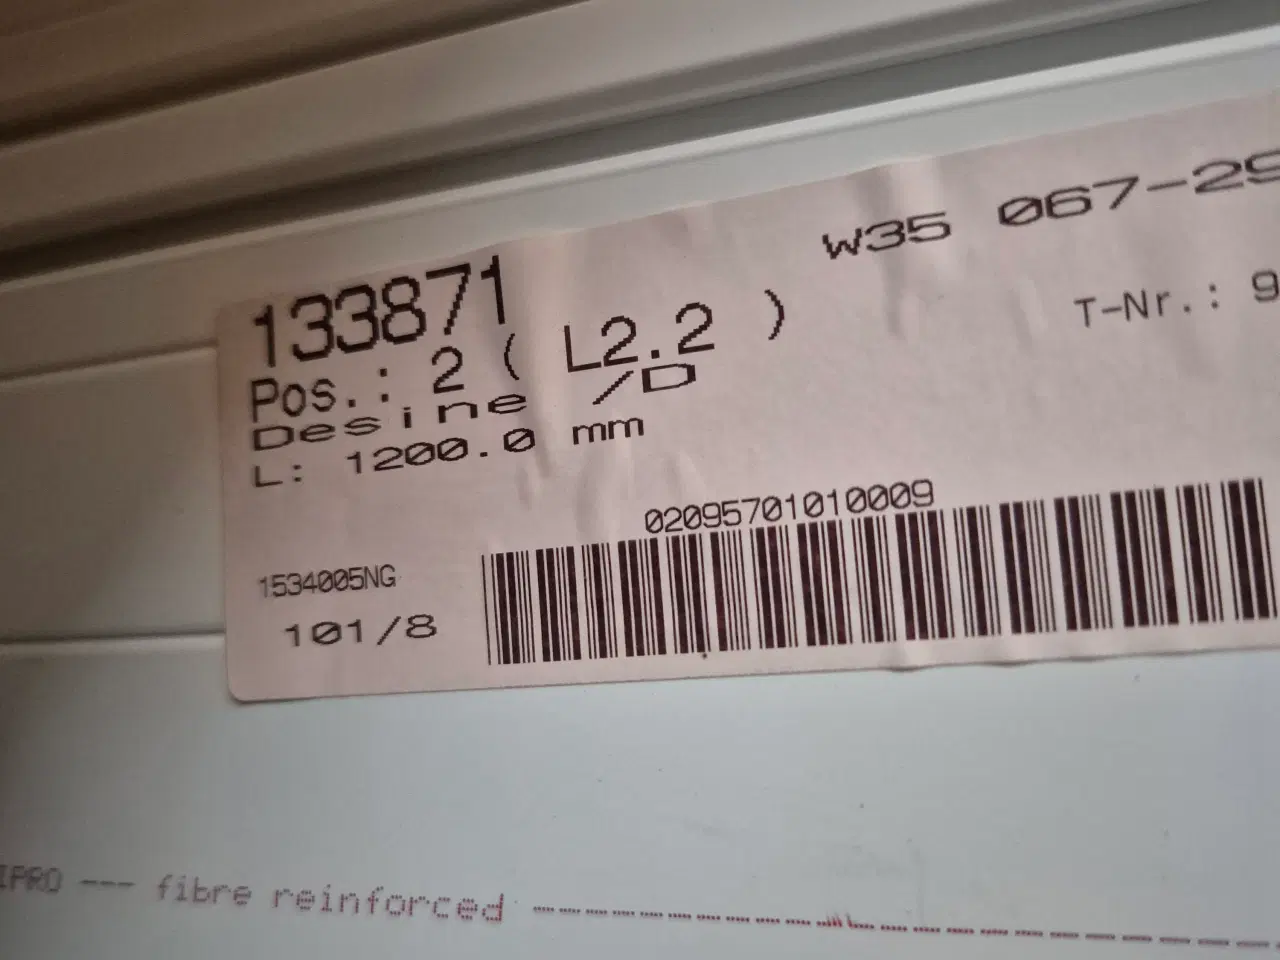 W35 067-29
133871
T-Nr.: 9
Pos.: 2 ( L2.2 )
Desine /D
L: 1200.0 mm
02095701010009
1534005NG
101/8
IPRO --- fibre reinforced